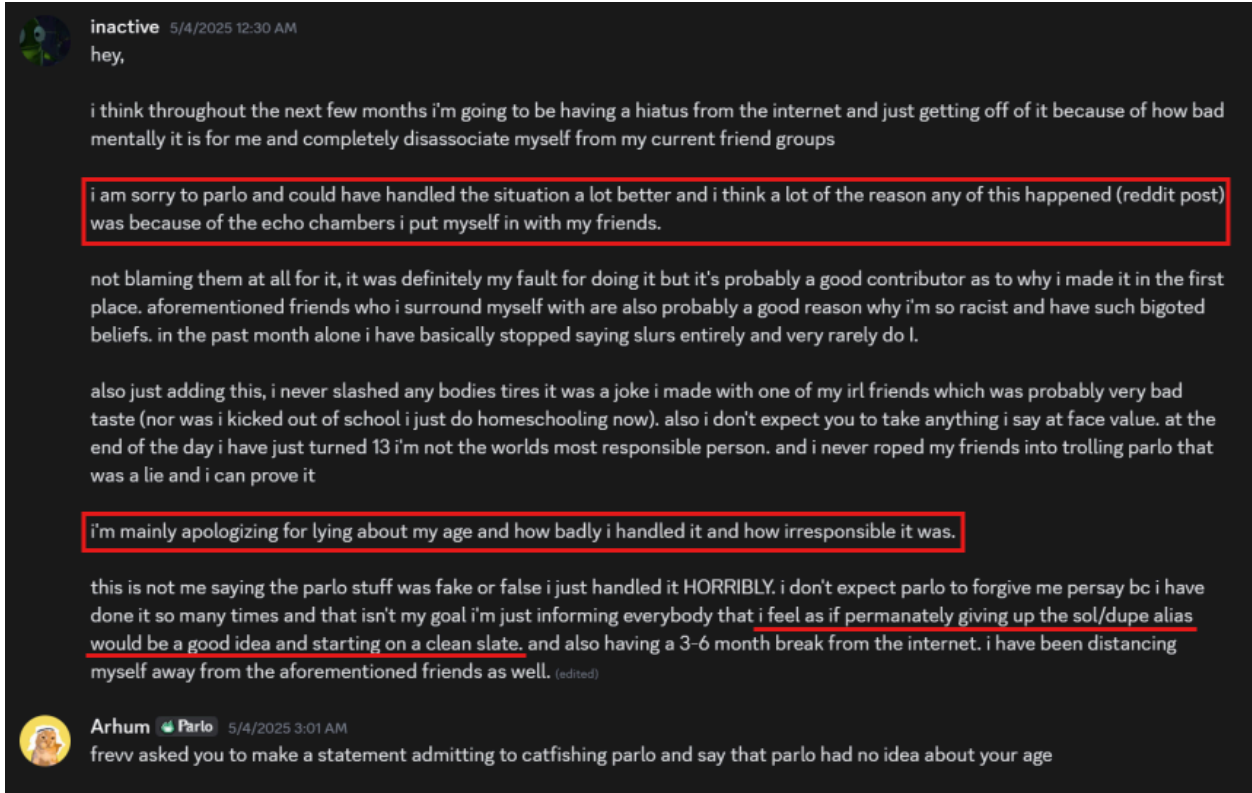 inactive 5/4/2025 12:30 AM
hey,
i think throughout the next few months i'm going to be having a hiatus from the internet and just getting off of it because of how bad
mentally it is for me and completely disassociate myself from my current friend groups
i am sorry to parlo and could have handled the situation a lot better and i think a lot of the reason any of this happened (reddit post)
was because of the echo chambers i put myself in with my friends.
not blaming them at all for it, it was definitely my fault for doing it but it's probably a good contributor as to why i made it in the first
place. aforementioned friends who i surround myself with are also probably a good reason why i'm so racist and have such bigoted
beliefs. in the past month alone i have basically stopped saying slurs entirely and very rarely do I.
also just adding this, i never slashed any bodies tires it was a joke i made with one of my irl friends which was probably very bad
taste (nor was i kicked out of school i just do homeschooling now). also i don't expect you to take anything i say at face value. at the
end of the day i have just turned 13 i'm not the worlds most responsible person. and i never roped my friends into trolling parlo that
was a lie and i can prove it
i'm mainly apologizing for lying about my age and how badly i handled it and how irresponsible it was.
this is not me saying the parlo stuff was fake or false i just handled it HORRIBLY. i don't expect parlo to forgive me persay bc i have
done it so many times and that isn't my goal i'm just informing everybody that i feel as if permanately giving up the sol/dupe alias
would be a good idea and starting on a clean slate. and also having a 3-6 month break from the internet. i have been distancing
myself away from the aforementioned friends as well. (edited)
Arhum Parlo 5/4/2025 3:01 AM
frevv asked you to make a statement admitting to catfishing parlo and say that parlo had no idea about your age